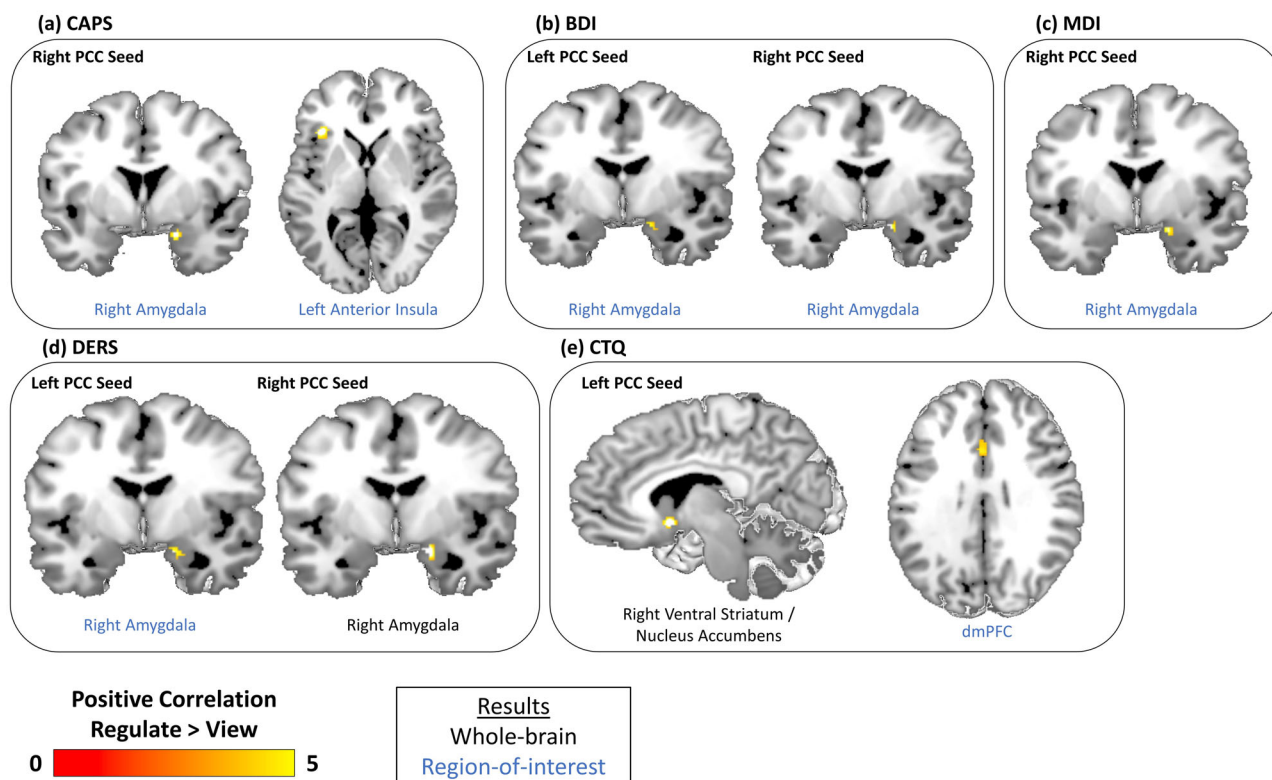 (a) CAPS
Right PCC Seed
Right Amygdala
Left Anterior Insula
(b) BDI
Left PCC Seed
Right PCC Seed
Right Amygdala
Right Amygdala
(c) MDI
Right PCC Seed
Right Amygdala
(d) DERS
Left PCC Seed
Right PCC Seed
Right Amygdala
Right Amygdala
(e) CTQ
Left PCC Seed
Right Ventral Striatum /
Nucleus Accumbens
dmPFC
Positive Correlation
Regulate > View
0
5
Results
Whole-brain
Region-of-interest